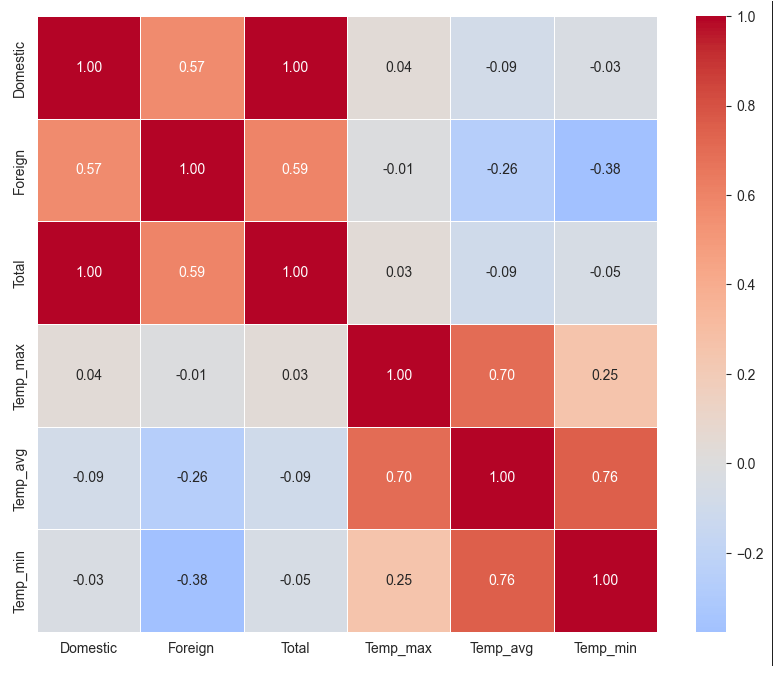 Domestic 1.00 0.57 1.00 0.04 -0.09 -0.03
Foreign 0.57 1.00 0.59 -0.01 -0.26 -0.38
Total 1.00 0.59 1.00 0.03 -0.09 -0.05
Temp_max 0.04 -0.01 0.03 1.00 0.70 0.25
Temp_avg -0.09 -0.26 -0.09 0.70 1.00 0.76
Temp_min -0.03 -0.38 -0.05 0.25 0.76 1.00
Domestic Foreign Total Temp_max Temp_avg Temp_min
1.0
0.8
0.6
0.4
0.2
0.0
−0.2